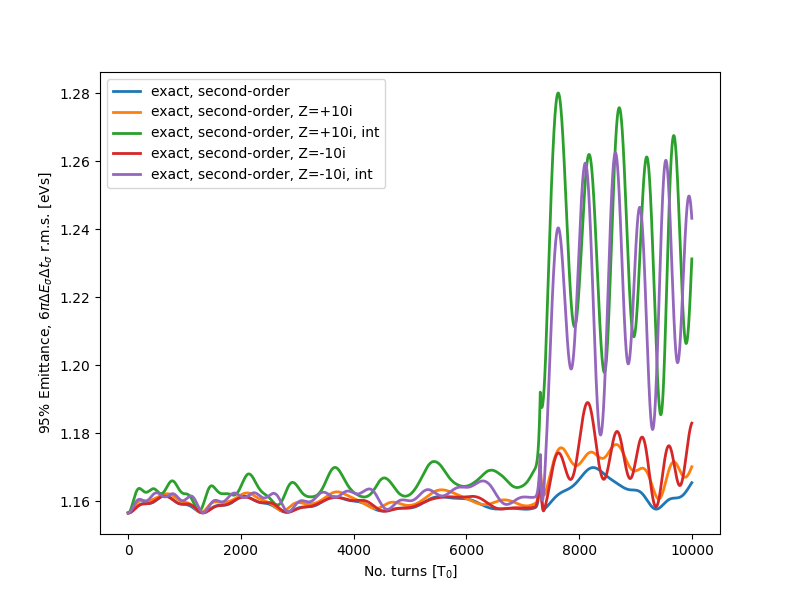 1.28
1.26
1.24
1.22
1.20
1.18
1.16
95% Emittance, 6πΔE_σΔt_σ r.m.s. [eVs]
exact, second-order
exact, second-order, Z=+10i
exact, second-order, Z=+10i, int
exact, second-order, Z=-10i
exact, second-order, Z=-10i, int
0 2000 4000 6000 8000 10000
No. turns [T₀]